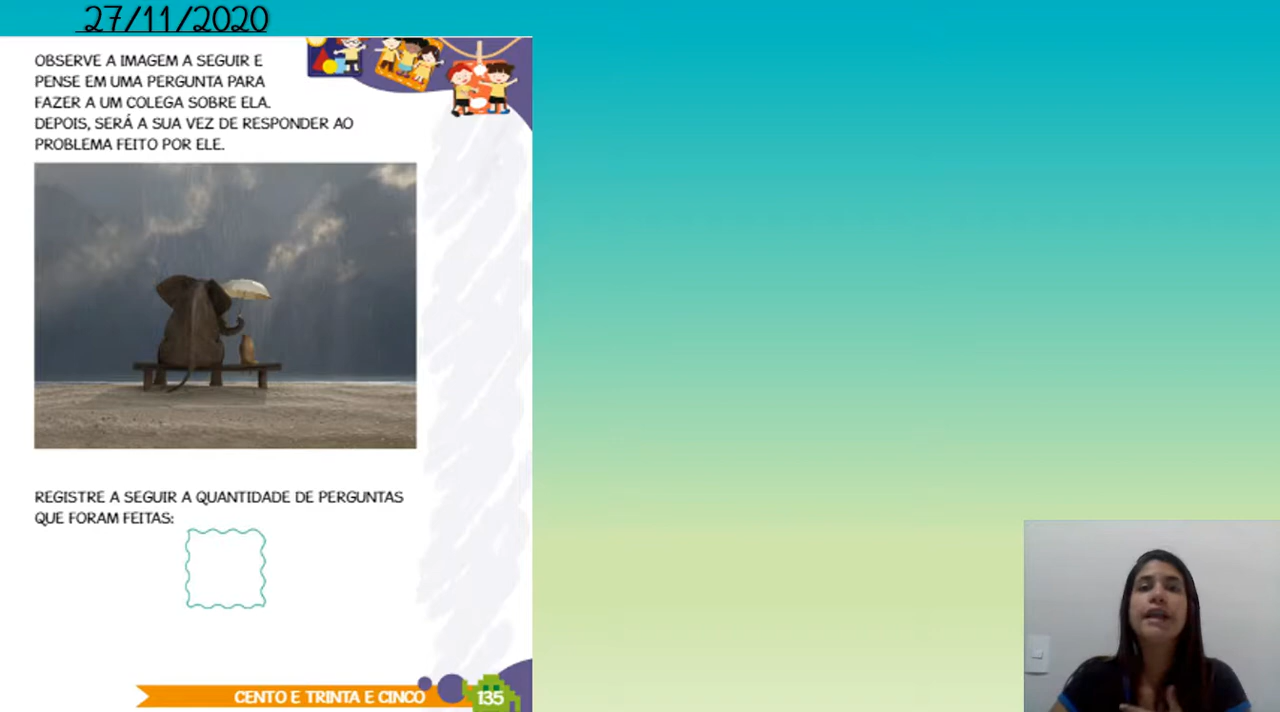 27/11/2020
OBSERVE A IMAGEM A SEGUIR E
PENSE EM UMA PERGUNTA PARA
FAZER A UM COLEGA SOBRE ELA.
DEPOIS, SERÁ A SUA VEZ DE RESPONDER AO
PROBLEMA FEITO POR ELE.
REGISTRE A SEGUIR A QUANTIDADE DE PERGUNTAS
QUE FORAM FEITAS:
CENTO E TRINTA E CINCO 135